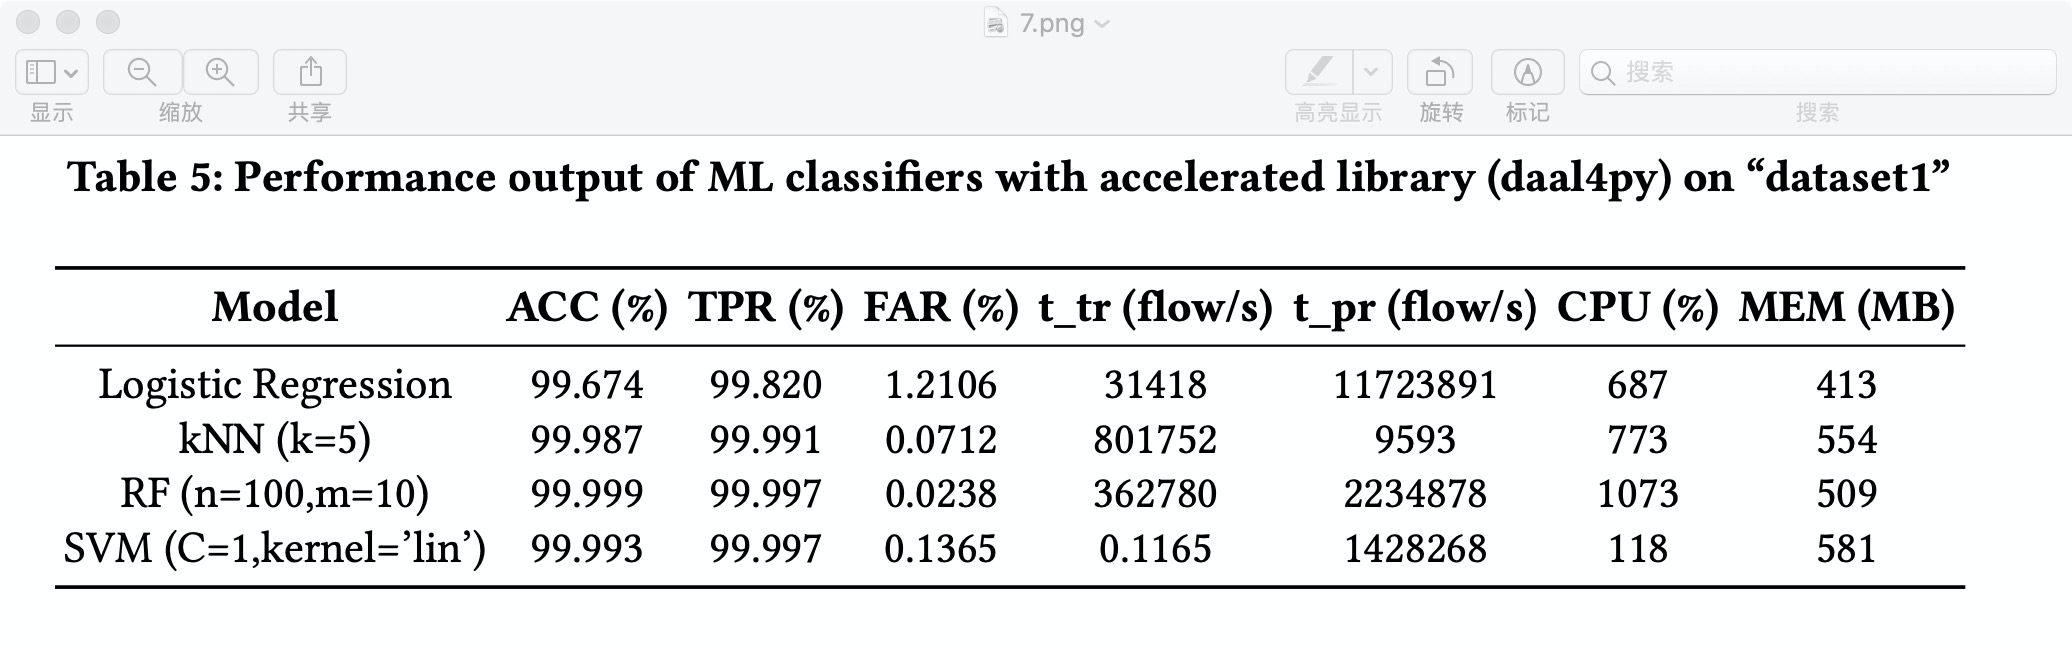 7.png
显示 缩放 共享 高亮显示 旋转 标记 搜索
搜索
Table 5: Performance output of ML classifiers with accelerated library (daal4py) on “dataset1”
Model ACC (%) TPR (%) FAR (%) t_tr (flow/s) t_pr (flow/s) CPU (%) MEM (MB)
Logistic Regression 99.674 99.820 1.2106 31418 11723891 687 413
kNN (k=5) 99.987 99.991 0.0712 801752 9593 773 554
RF (n=100,m=10) 99.999 99.997 0.0238 362780 2234878 1073 509
SVM (C=1,kernel=’lin’) 99.993 99.997 0.1365 0.1165 1428268 118 581